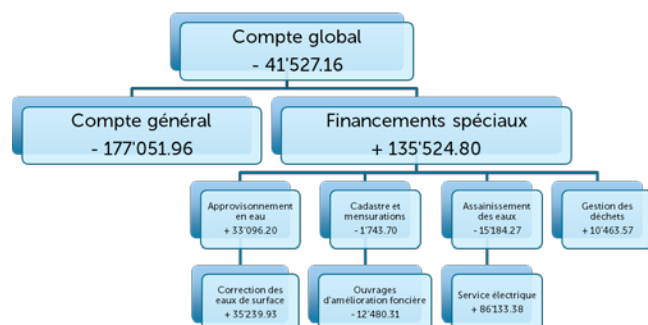 Compte global
- 41'527.16
Compte général
- 177'051.96
Financements spéciaux
+ 135'524.80
Approvisonnement
en eau
+ 33'096.20
Cadastre et
mensurations
- 1'743.70
Assainissement
des eaux
- 15'184.27
Gestion des
déchets
+ 10'463.57
Correction des
eaux de surface
+ 35'239.93
Ouvrages
d'amélioration foncière
- 12'480.31
Service électrique
+ 86'133.38